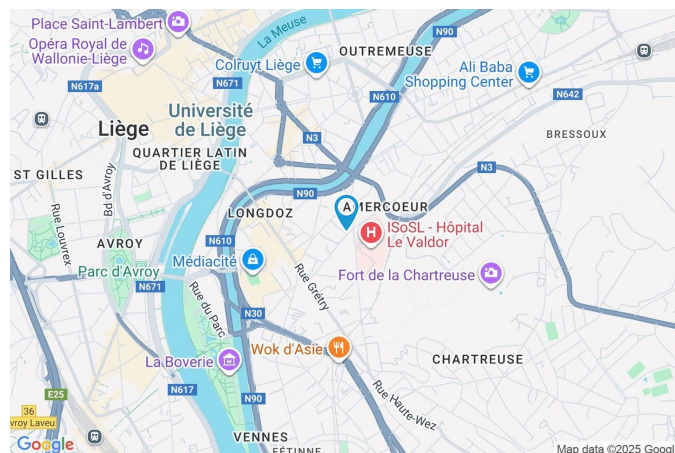 Place Saint-Lambert
La Meuse
N90
OUTREMEUSE
Opéra Royal de
Wallonie-Liège
Colruyt Liège
N671
Ali Baba
Shopping Center
N617a
N610
N642
Université
de Liège
Liège
N3
BRESSOUX
QUARTIER LATIN
DE LIÈGE
N3
ST GILLES
Bd d'Avroy
N90
AMERCOEUR
Rue Louvrex
LONGDOZ
ISoSL - Hôpital
Le Valdor
H
AVROY
N610
Médiacité
Parc d'Avroy
Fort de la Chartreuse
N671
Rue du Parc
Rue Grétry
N30
Wok d'Asie
La Boverie
CHARTREUSE
N617
E25
N90
Rue Haute-Wez
36
vroy Laveu
Google
VENNES
FÉTINNE
Map data ©2025 Googl